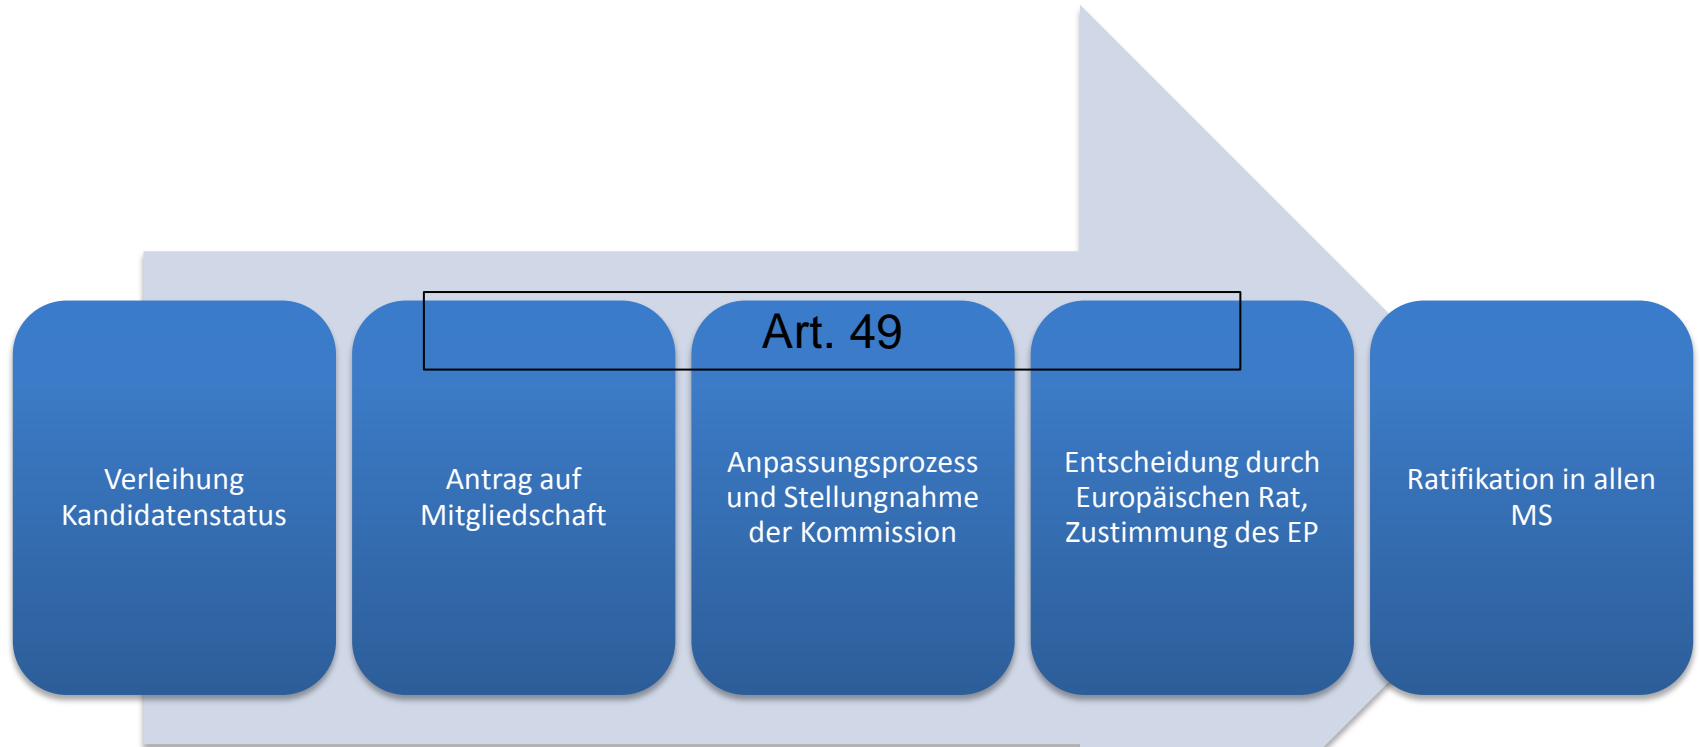 Art. 49
Verleihung
Kandidatenstatus
Antrag auf
Mitgliedschaft
Anpassungsprozess
und Stellungnahme
der Kommission
Entscheidung durch
Europäischen Rat,
Zustimmung des EP
Ratifikation in allen
MS